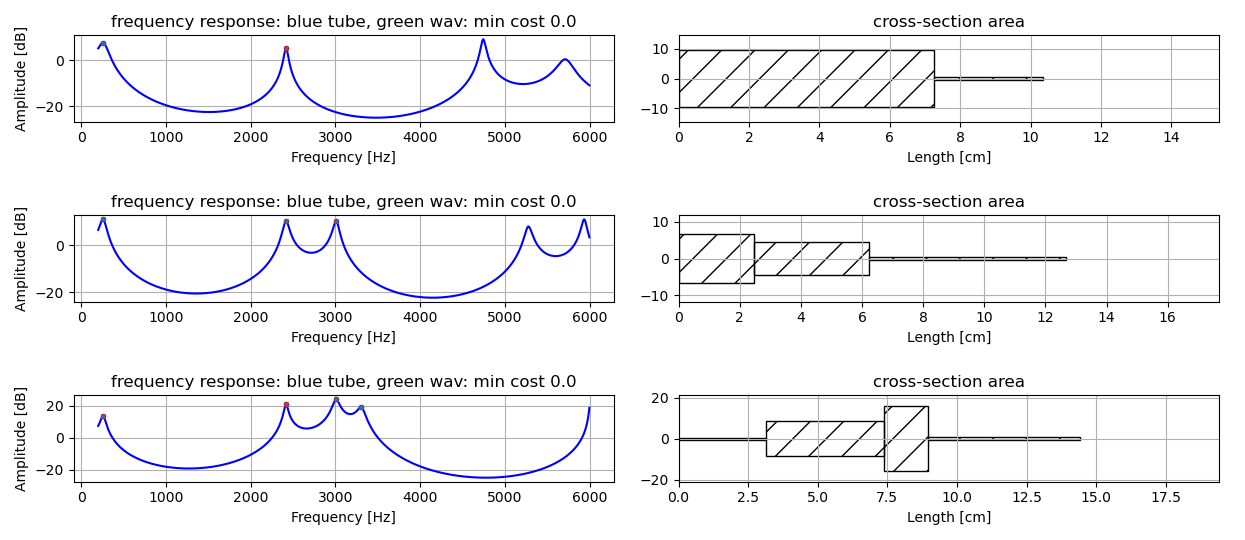 frequency response: blue tube, green wav: min cost 0.0
cross-section area
Amplitude [dB]
0
−20
10
0
−10
0 1000 2000 3000 4000 5000 6000
0 2 4 6 8 10 12 14
Frequency [Hz]
Length [cm]
frequency response: blue tube, green wav: min cost 0.0
cross-section area
Amplitude [dB]
0
−20
10
0
−10
0 1000 2000 3000 4000 5000 6000
0 2 4 6 8 10 12 14 16
Frequency [Hz]
Length [cm]
frequency response: blue tube, green wav: min cost 0.0
cross-section area
Amplitude [dB]
20
0
−20
20
0
−20
0 1000 2000 3000 4000 5000 6000
0.0 2.5 5.0 7.5 10.0 12.5 15.0 17.5
Frequency [Hz]
Length [cm]